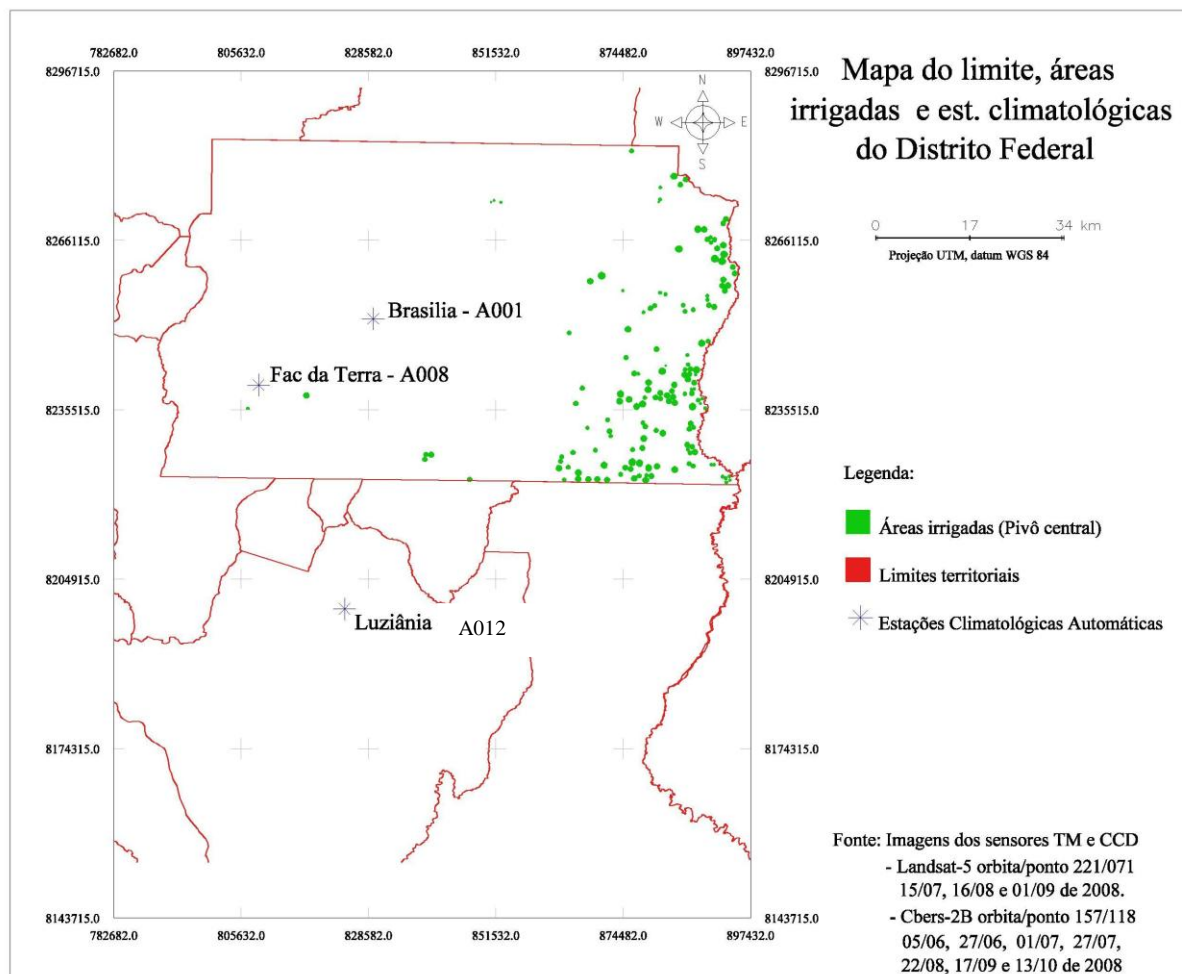 782682.0 805632.0 828582.0 851532.0 874482.0 897432.0
8296715.0 8296715.0
Mapa do limite, áreas
irrigadas e est. climatológicas
do Distrito Federal
N
W E
S
8266115.0 8266115.0
0 17 34 km
Projeção UTM, datum WGS 84
Brasilia - A001
Fac da Terra - A008
8235515.0 8235515.0
Legenda:
Áreas irrigadas (Pivô central)
Limites territoriais
Estações Climatológicas Automáticas
8204915.0 8204915.0
Luziânia A012
8174315.0 8174315.0
Fonte: Imagens dos sensores TM e CCD
- Landsat-5 orbita/ponto 221/071
15/07, 16/08 e 01/09 de 2008.
- Cbers-2B orbita/ponto 157/118
05/06, 27/06, 01/07, 27/07,
22/08, 17/09 e 13/10 de 2008
8143715.0 8143715.0
782682.0 805632.0 828582.0 851532.0 874482.0 897432.0